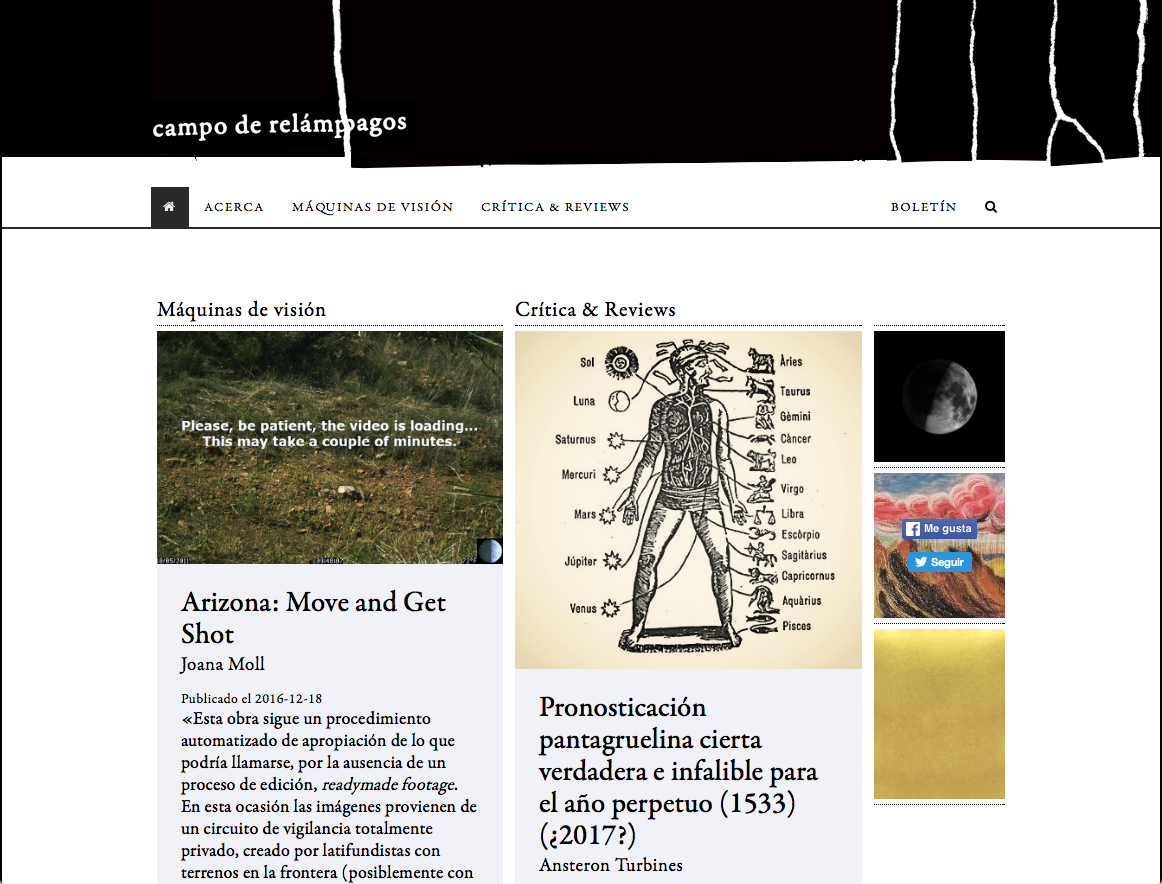 campo de relámpagos
ACERCA
MÁQUINAS DE VISIÓN
CRÍTICA & REVIEWS
BOLETÍN
Máquinas de visión
Please, be patient, the video is loading...
This may take a couple of minutes.
Arizona: Move and Get
Shot
Joana Moll
Publicado el 2016-12-18
«Esta obra sigue un procedimiento
automatizado de apropiación de lo que
podría llamarse, por la ausencia de un
proceso de edición, readymade footage.
En esta ocasión las imágenes provienen de
un circuito de vigilancia totalmente
privado, creado por latifundistas con
terrenos en la frontera (posiblemente con
Crítica & Reviews
Sol
Luna
Saturnus
Mercuri
Mars
Júpiter
Venus
Àries
Taurus
Gèmini
Càncer
Leo
Virgo
Libra
Escòrpio
Sagitàrius
Capricornus
Aquàrius
Pisces
Pronosticación
pantagruelina cierta
verdadera e infalible para
el año perpetuo (1533)
(¿2017?)
Ansteron Turbines
Me gusta
Seguir